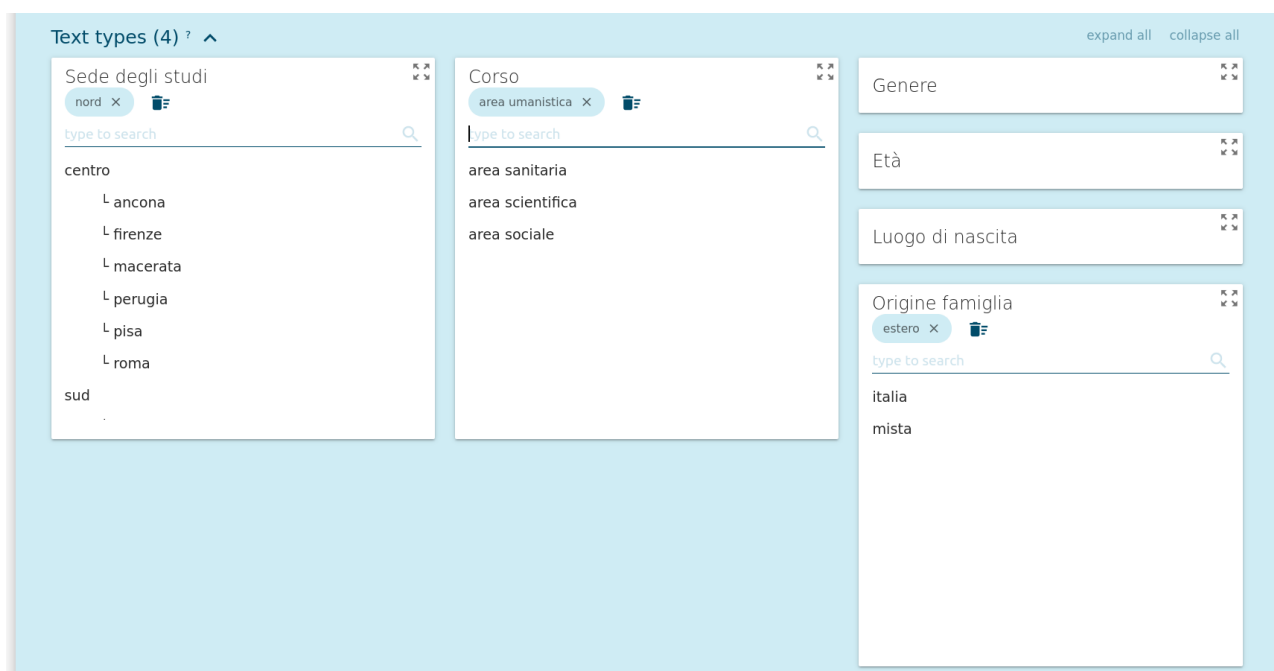 Text types (4) ?
expand all collapse all
Sede degli studi
nord
type to search
centro
└ ancona
└ firenze
└ macerata
└ perugia
└ pisa
└ roma
sud
Corso
area umanistica
type to search
area sanitaria
area scientifica
area sociale
Genere
Età
Luogo di nascita
Origine famiglia
estero
type to search
italia
mista